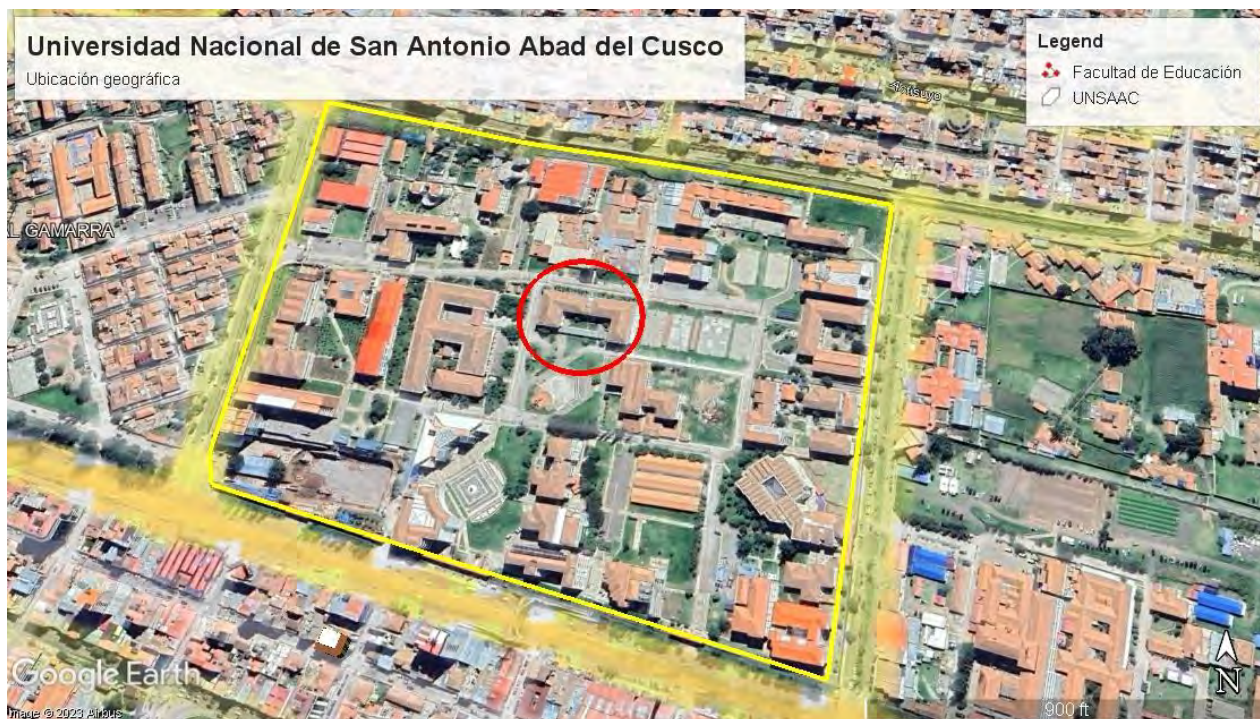 Universidad Nacional de San Antonio Abad del Cusco
Ubicación geográfica
Legend
Facultad de Educación
UNSAAC
AL GAMARRA
Google Earth
Image © 2023 Airbus
900 ft
N